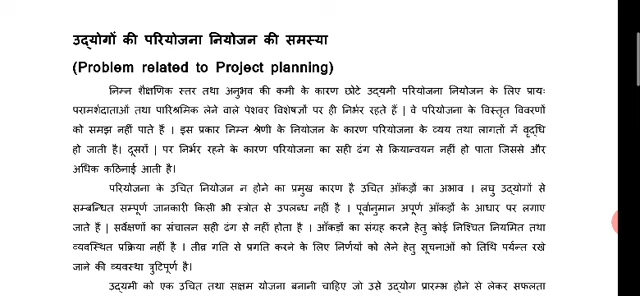 उद्योगों की परियोजना नियोजन की समस्या
(Problem related to Project planning)
निम्न शैक्षणिक स्तर तथा अनुभव की कमी के कारण छोटे उद्यमी परियोजना नियोजन के लिए प्रायः
परामर्शदाताओं तथा पारिश्रमिक लेने वाले पेशवर विशेषज्ञों पर ही निर्भर रहते हैं | वे परियोजना के विस्तृत विवरणों
को समझ नहीं पाते हैं । इस प्रकार निम्न श्रेणी के नियोजन के कारण परियोजना के व्यय तथा लागतों में वृद्धि
हो जाती है। दूसरों | पर निर्भर रहने के कारण परियोजना का सही ढंग से क्रियान्वयन नहीं हो पाता जिससे और
अधिक कठिनाई आती है।
परियोजना के उचित नियोजन न होने का प्रमुख कारण है उचित आँकड़ों का अभाव । लघु उद्योगों से
सम्बन्धित सम्पूर्ण जानकारी किसी भी स्त्रोत से उपलब्ध नहीं है । पूर्वानुमान अपूर्ण आँकड़ों के आधार पर लगाए
जाते हैं | सर्वेक्षणों का संचालन सही ढंग से नहीं होता है । आँकड़ों का संग्रह करने हेतु कोई निश्चित नियमित तथा
व्यवस्थित प्रक्रिया नहीं है । तीव्र गति से प्रगति करने के लिए निर्णयों को लेने हेतु सूचनाओं को तिथि पर्यन्त रखे
जाने की व्यवस्था त्रुटिपूर्ण है।
उद्यमी को एक उचित तथा सक्षम योजना बनानी चाहिए जो उसे उद्योग प्रारम्भ होने से लेकर सफलता